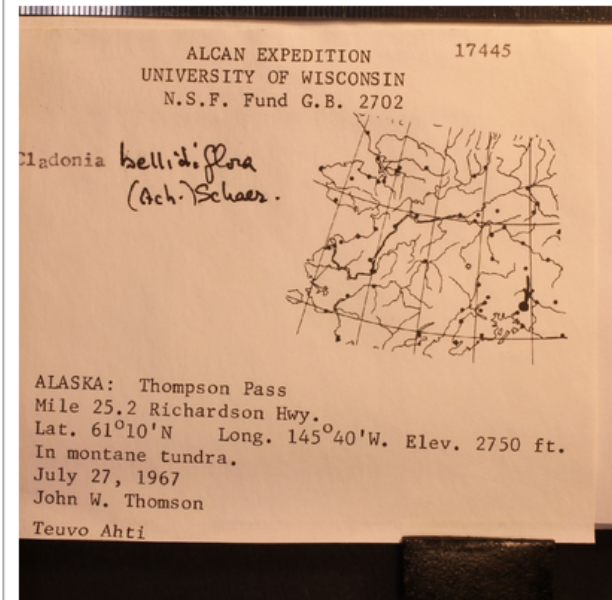 ALCAN EXPEDITION 17445
UNIVERSITY OF WISCONSIN
N.S.F. Fund G.B. 2702
Cladonia bellidiflora
(Ach.) Schaer.
ALASKA: Thompson Pass
Mile 25.2 Richardson Hwy.
Lat. 61°10'N Long. 145°40'W. Elev. 2750 ft.
In montane tundra.
July 27, 1967
John W. Thomson
Teuvo Ahti